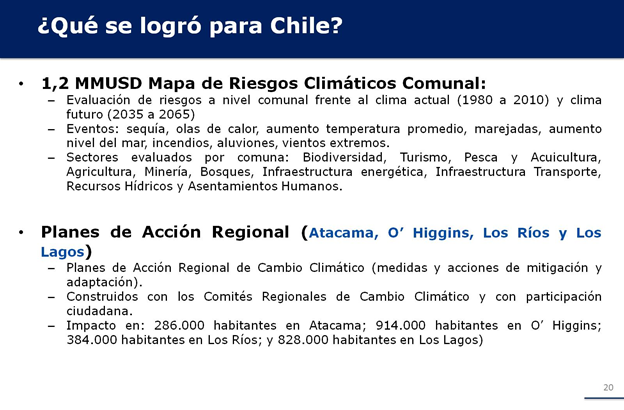 ¿Qué se logró para Chile?
• 1,2 MMUSD Mapa de Riesgos Climáticos Comunal:
– Evaluación de riesgos a nivel comunal frente al clima actual (1980 a 2010) y clima
futuro (2035 a 2065)
– Eventos: sequía, olas de calor, aumento temperatura promedio, marejadas, aumento
nivel del mar, incendios, aluviones, vientos extremos.
– Sectores evaluados por comuna: Biodiversidad, Turismo, Pesca y Acuicultura,
Agricultura, Minería, Bosques, Infraestructura energética, Infraestructura Transporte,
Recursos Hídricos y Asentamientos Humanos.
• Planes de Acción Regional (Atacama, O’ Higgins, Los Ríos y Los
Lagos)
– Planes de Acción Regional de Cambio Climático (medidas y acciones de mitigación y
adaptación).
– Construidos con los Comités Regionales de Cambio Climático y con participación
ciudadana.
– Impacto en: 286.000 habitantes en Atacama; 914.000 habitantes en O’ Higgins;
384.000 habitantes en Los Ríos; y 828.000 habitantes en Los Lagos)
20